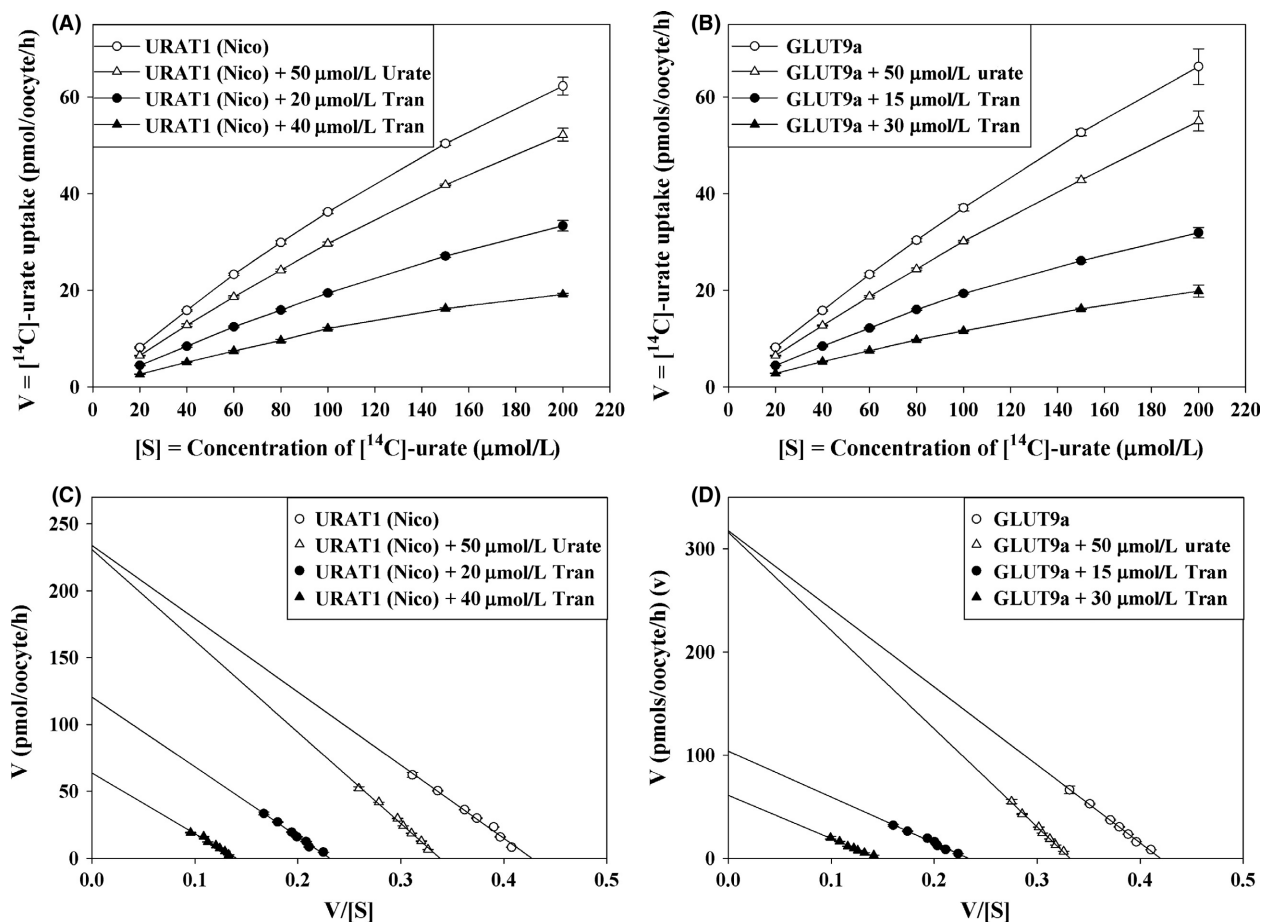 (A)
URAT1 (Nico)
URAT1 (Nico) + 50 μmol/L Urate
URAT1 (Nico) + 20 μmol/L Tran
URAT1 (Nico) + 40 μmol/L Tran
V = [14C]-urate uptake (pmol/oocyte/h)
60
40
20
0
0 20 40 60 80 100 120 140 160 180 200 220
[S] = Concentration of [14C]-urate (μmol/L)
(B)
GLUT9a
GLUT9a + 50 μmol/L urate
GLUT9a + 15 μmol/L Tran
GLUT9a + 30 μmol/L Tran
V = [14C]-urate uptake (pmols/oocyte/h)
60
40
20
0
0 20 40 60 80 100 120 140 160 180 200 220
[S] = Concentration of [14C]-urate (μmol/L)
(C)
URAT1 (Nico)
URAT1 (Nico) + 50 μmol/L Urate
URAT1 (Nico) + 20 μmol/L Tran
URAT1 (Nico) + 40 μmol/L Tran
V (pmol/oocyte/h)
250
200
150
100
50
0
0.0 0.1 0.2 0.3 0.4 0.5
V/[S]
(D)
GLUT9a
GLUT9a + 50 μmol/L urate
GLUT9a + 15 μmol/L Tran
GLUT9a + 30 μmol/L Tran
V (pmols/oocyte/h) (v)
300
200
100
0
0.0 0.1 0.2 0.3 0.4 0.5
V/[S]